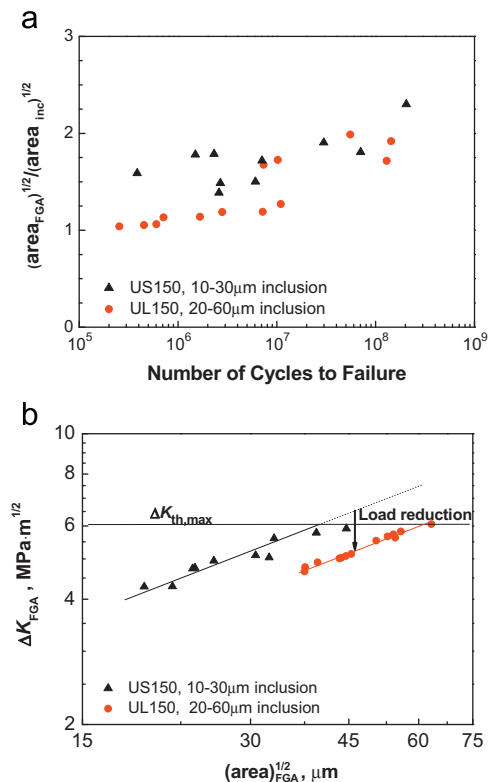 a
3
2
1
0
(area_FGA)^1/2/(area_inc)^1/2
▲ US150, 10-30μm inclusion
● UL150, 20-60μm inclusion
10^5 10^6 10^7 10^8 10^9
Number of Cycles to Failure
b
10
8
6
4
2
ΔK_th,max
Load reduction
ΔK_FGA, MPa·m^1/2
▲ US150, 10-30μm inclusion
● UL150, 20-60μm inclusion
15 30 45 60 75
(area)^1/2_FGA, μm